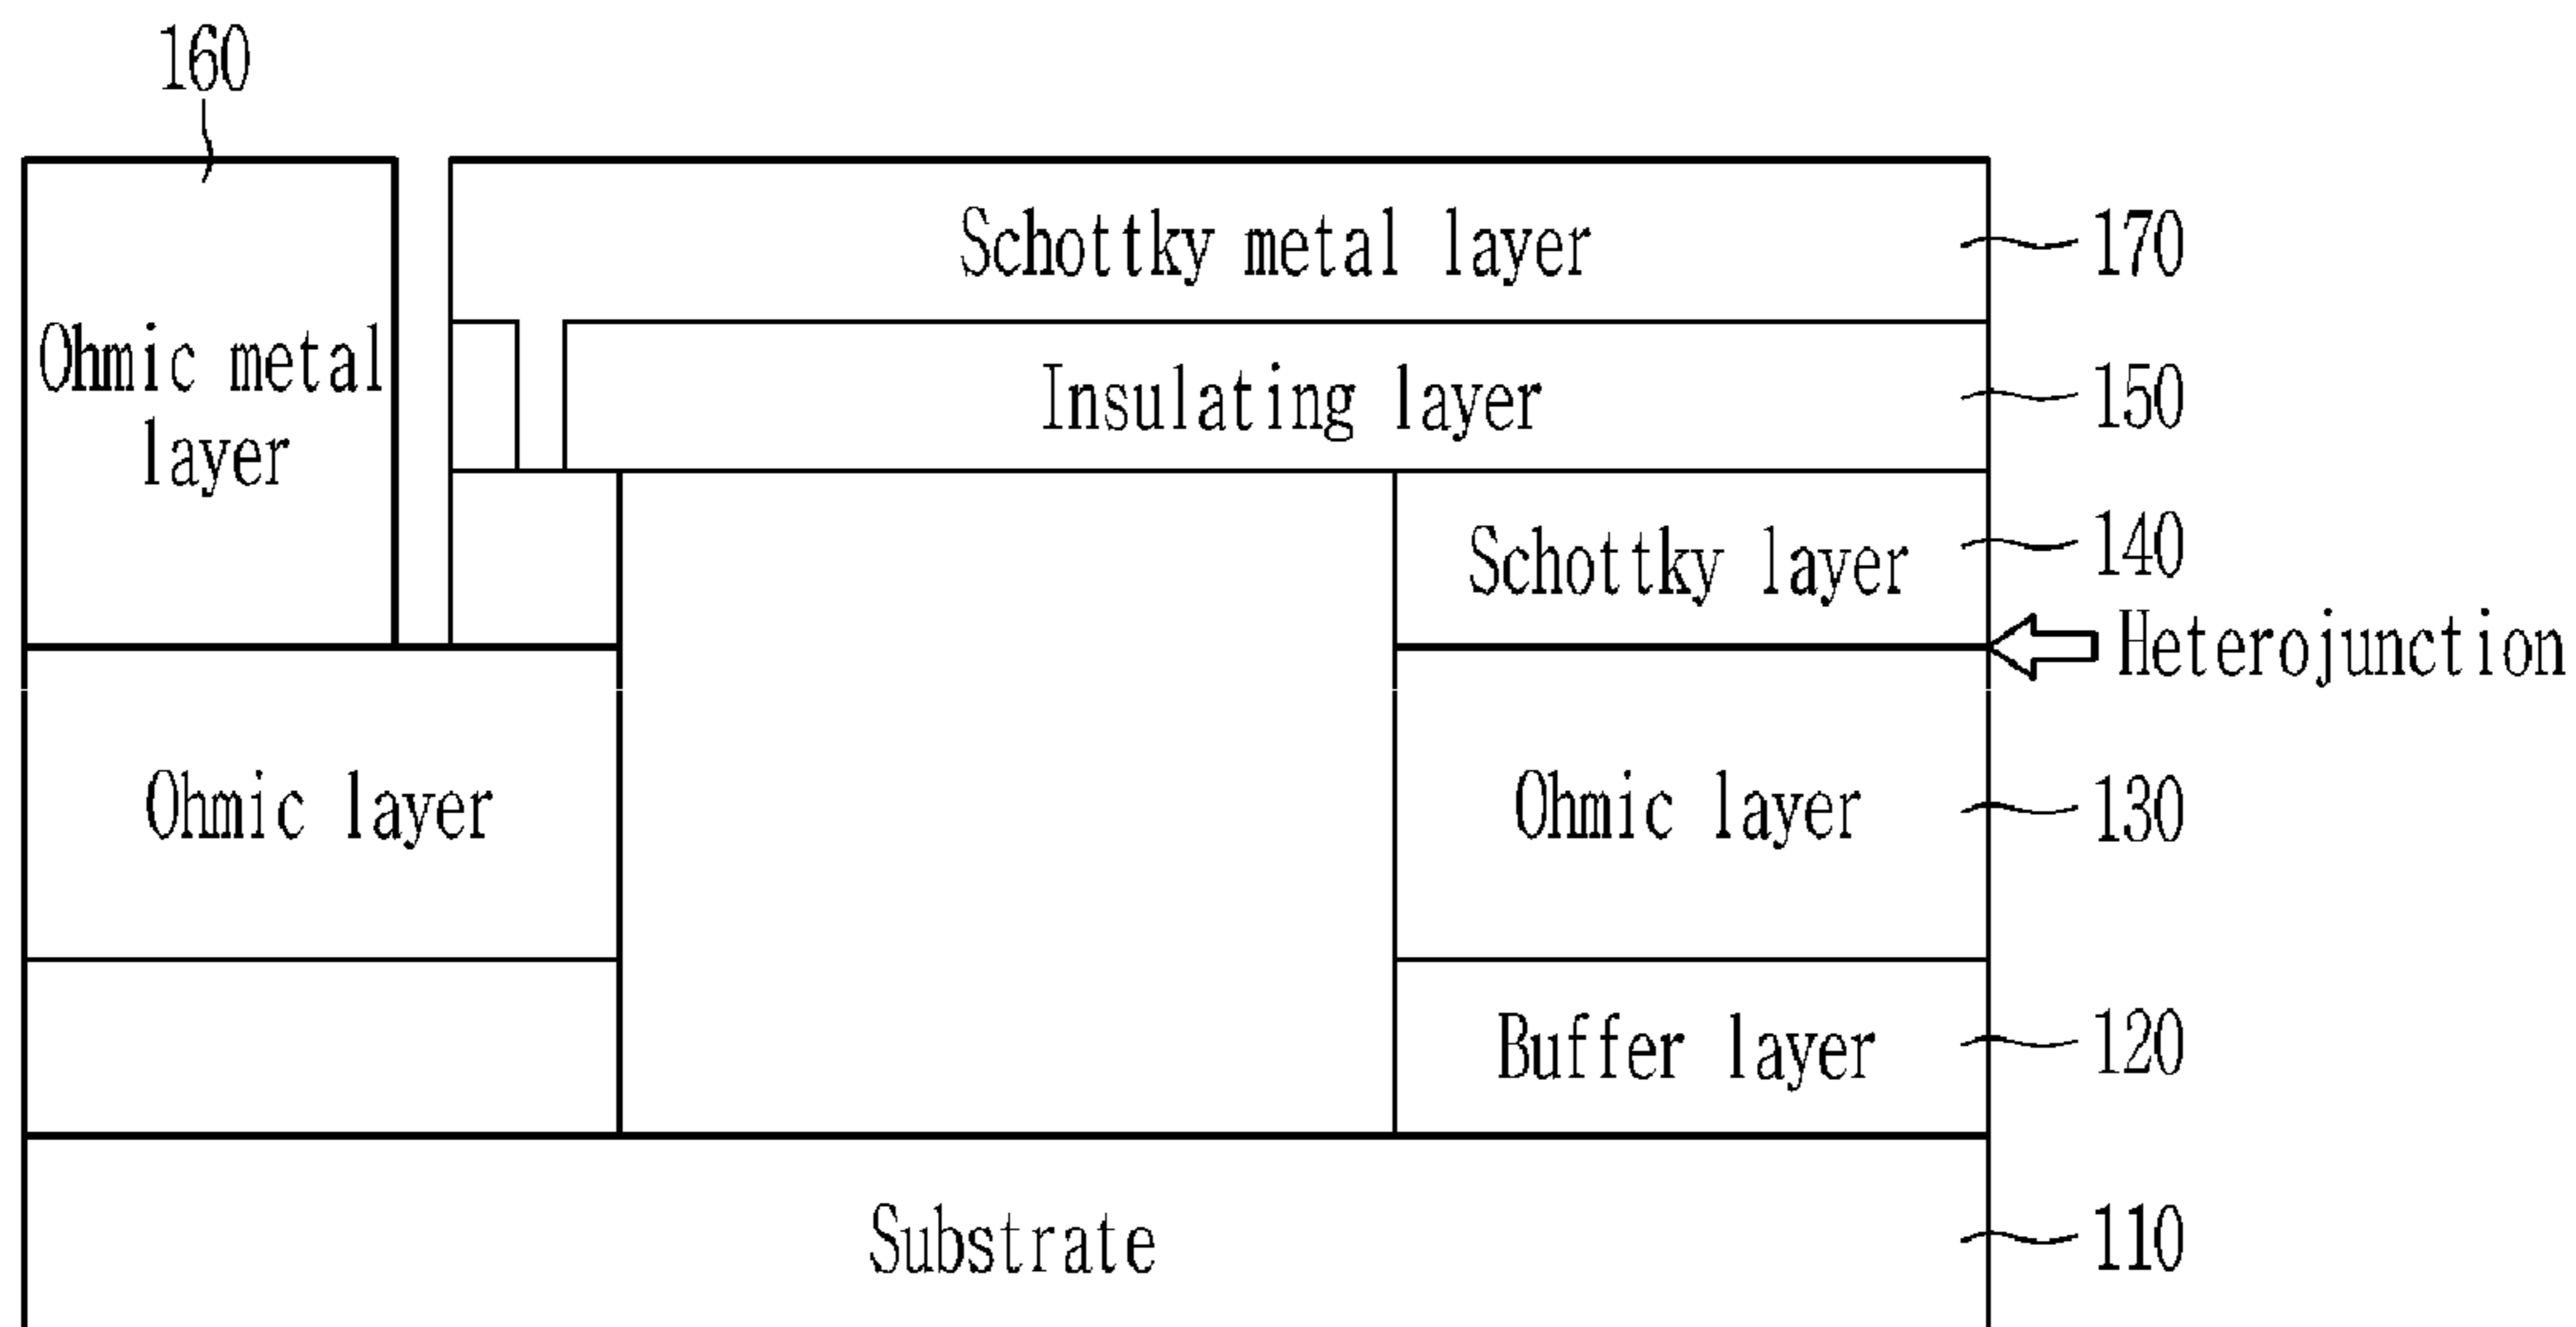 160
Schottky metal layer
170
Ohmic metal
layer
Insulating layer
150
Schottky layer
140
Heterojunction
Ohmic layer
Ohmic layer
130
Buffer layer
120
Substrate
110